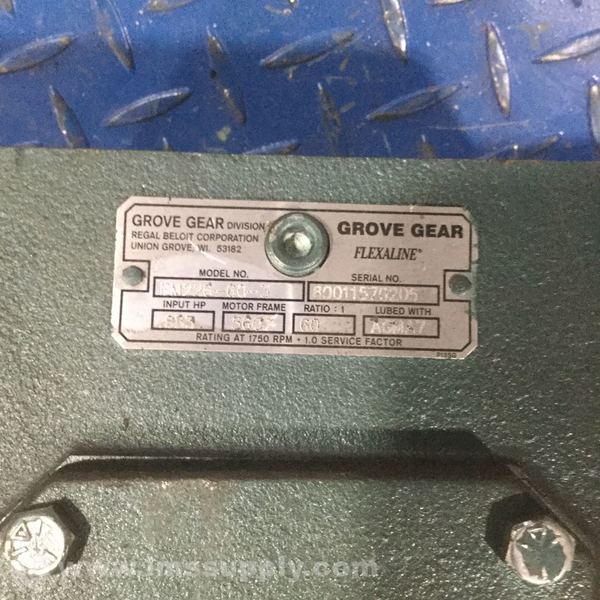 GROVE GEAR DIVISION
REGAL BELOIT CORPORATION
UNION GROVE, WI. 53182
GROVE GEAR
FLEXALINE®
MODEL NO.
SERIAL NO.
INPUT HP MOTOR FRAME RATIO : 1 LUBED WITH
60
RATING AT 1750 RPM • 1.0 SERVICE FACTOR